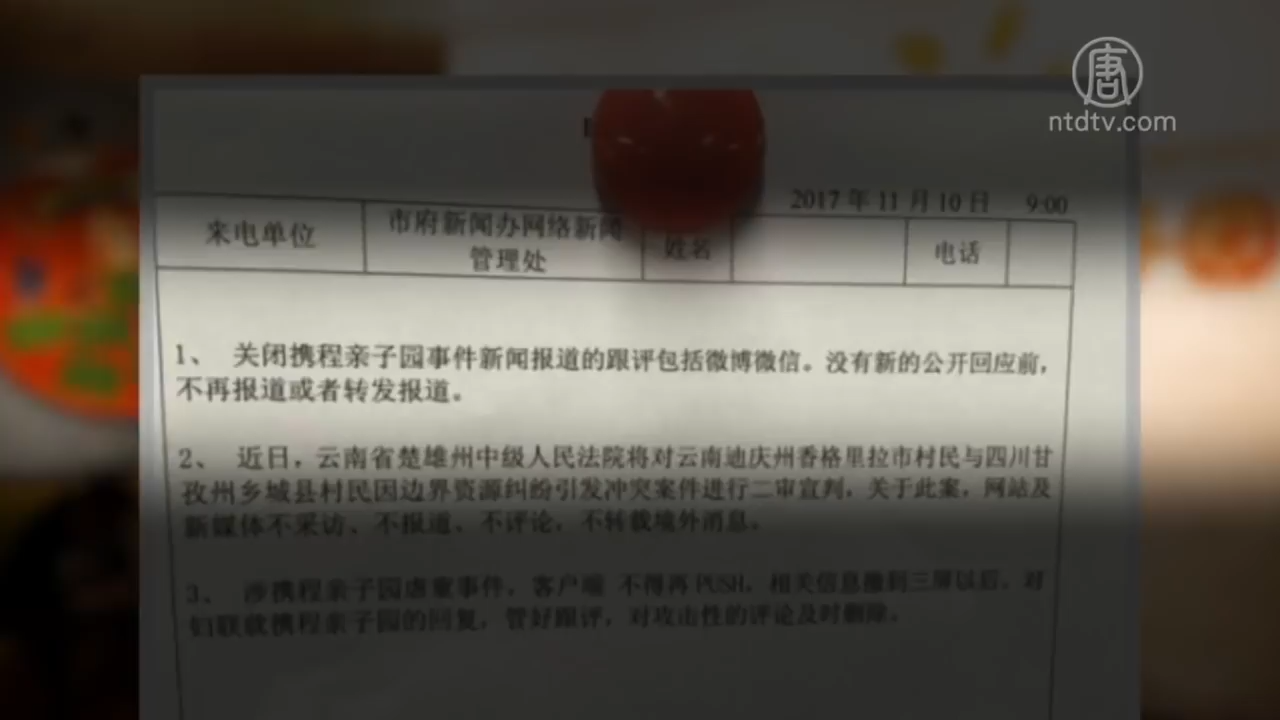 唐
ntdtv.com
2017 年 11 月 10 日 9:00
来电单位 市府新闻办网络新闻管理处 姓名 电话
1、 关闭携程亲子园事件新闻报道的跟评包括微博微信。没有新的公开回应前，
不再报道或者转发报道。
2、 近日，云南省楚雄州中级人民法院将对云南迪庆州香格里拉市村民与四川甘
孜州乡城县村民因边界资源纠纷引发冲突案件进行二审宣判，关于此案，网站及
新媒体不采访、不报道、不评论，不转载境外消息。
3、 涉携程亲子园虐童事件，客户端 不得再 PUSH，相关信息撤到三屏以后，对
妇联就携程亲子园的回复，管好跟评，对攻击性的评论及时删除。